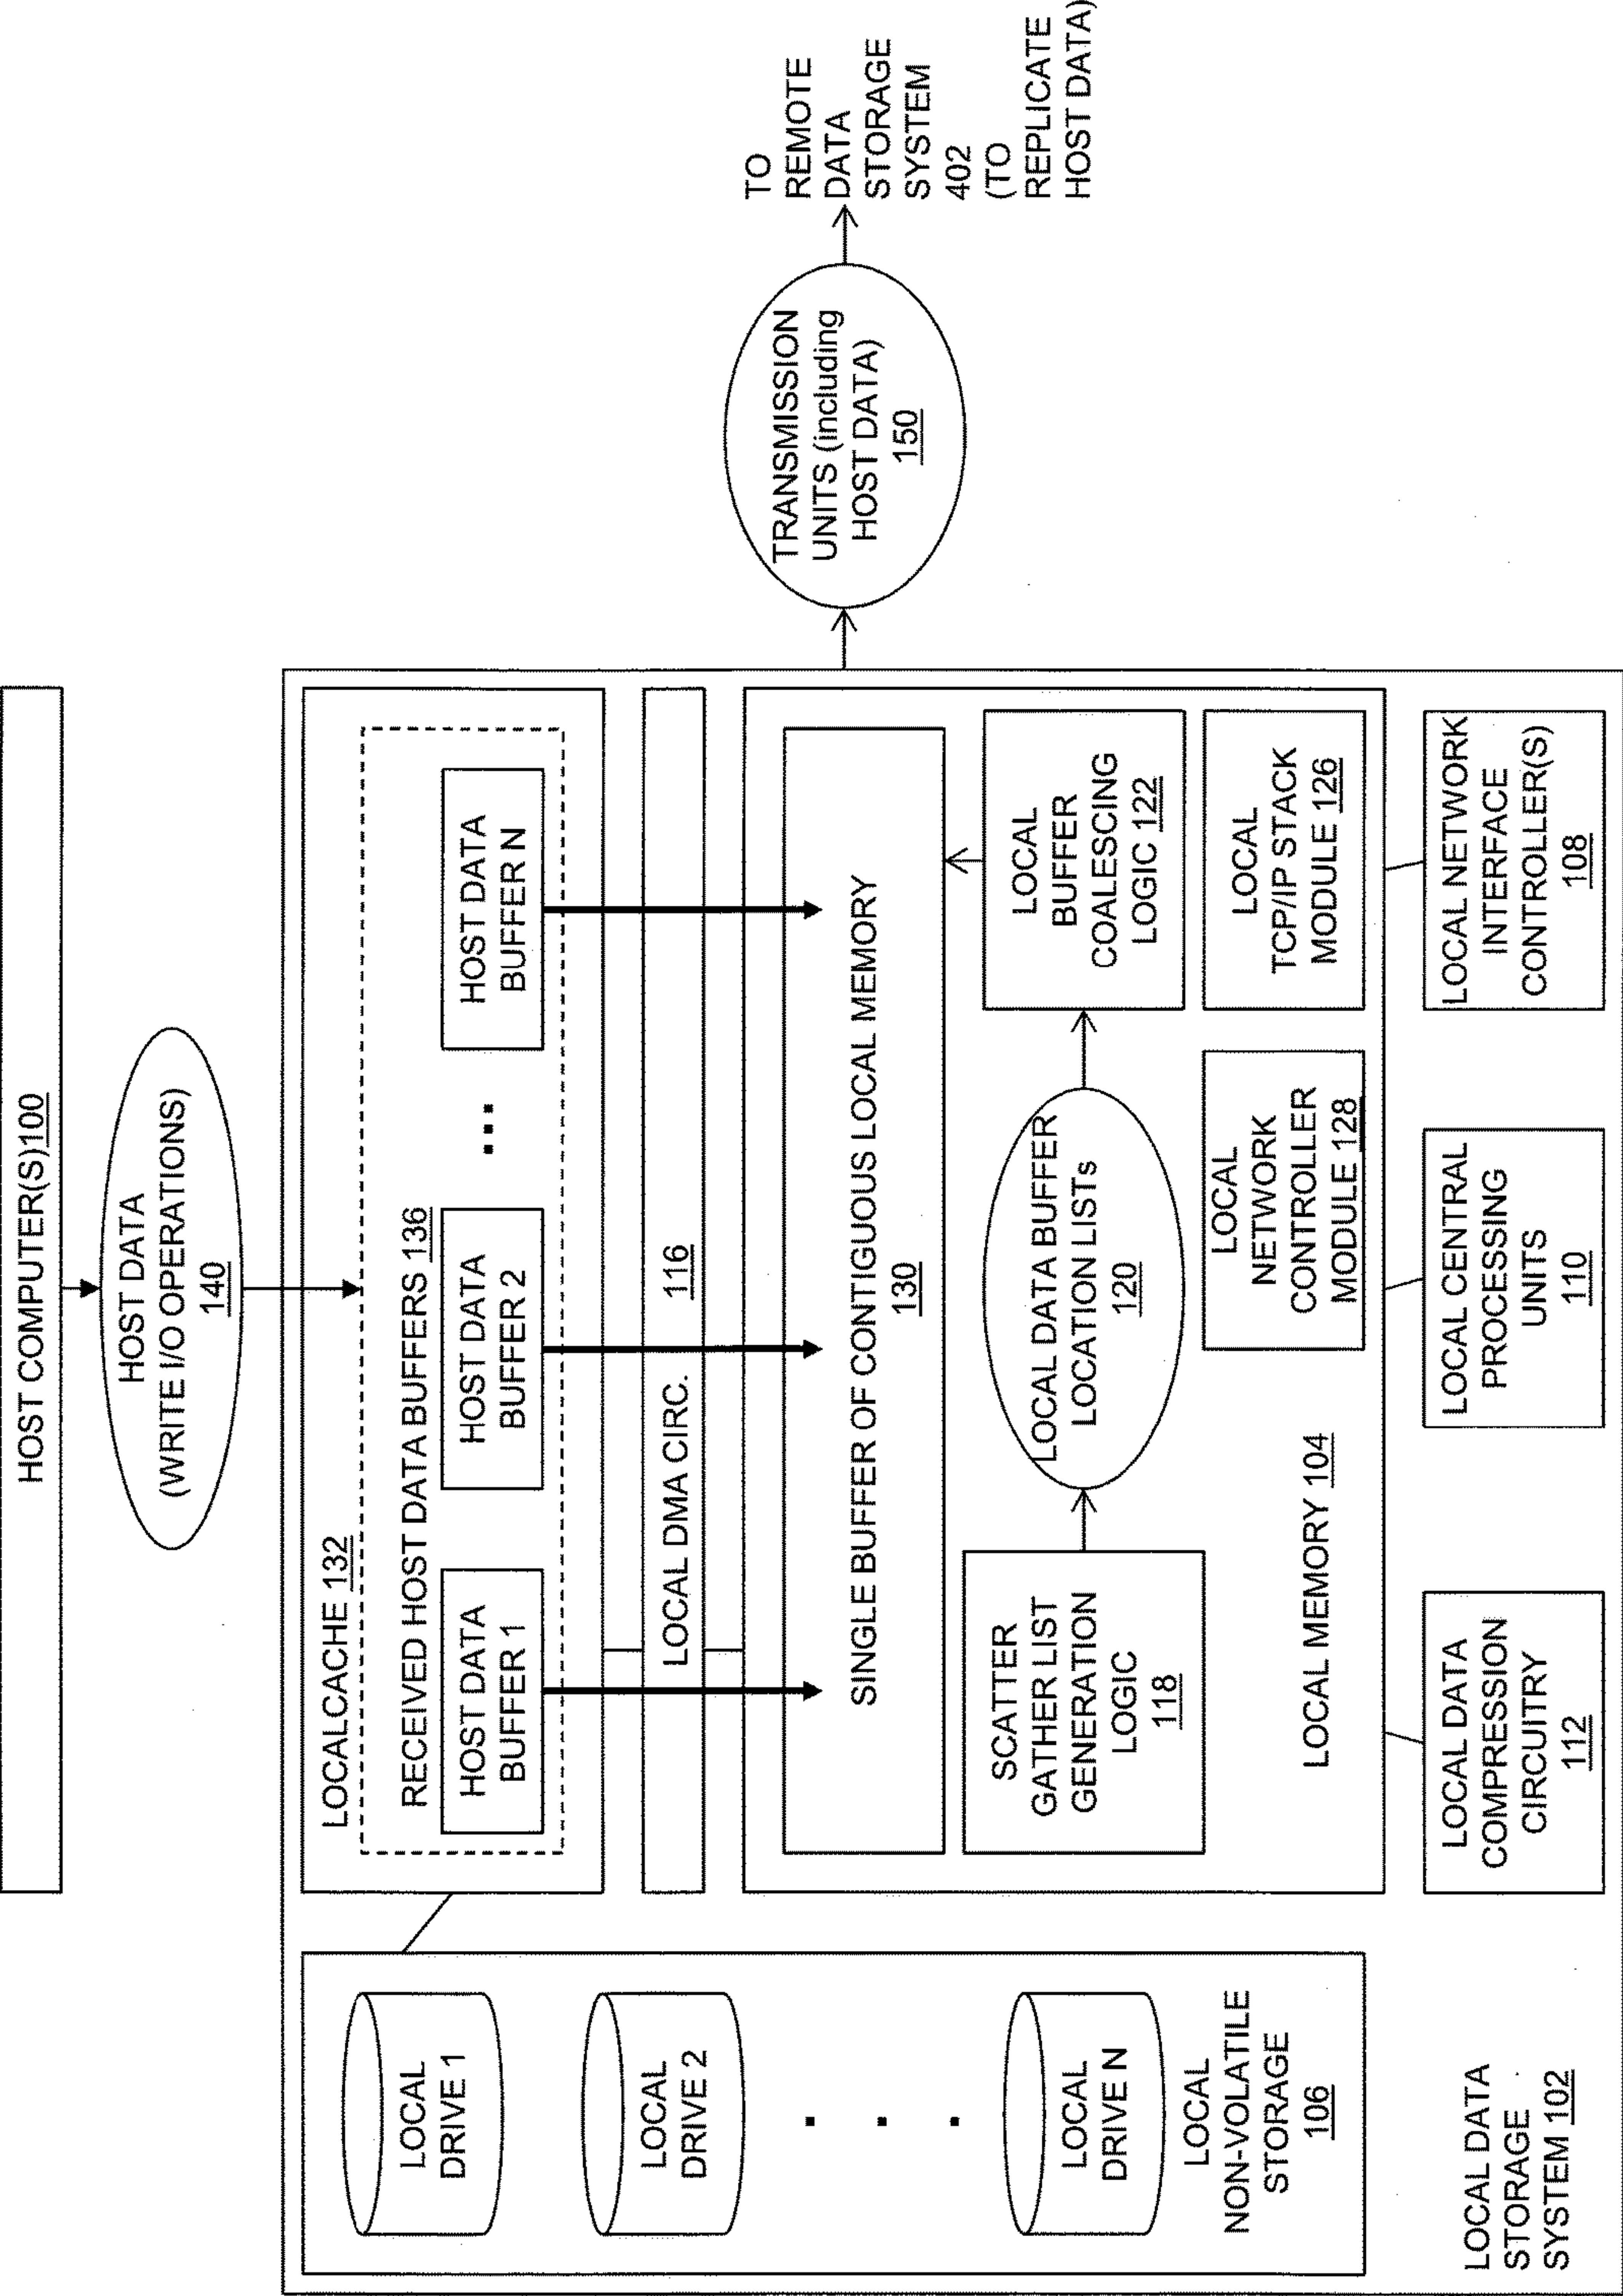 HOST COMPUTER(S)100
HOST DATA
(WRITE I/O OPERATIONS)
140
LOCALCACHE 132
RECEIVED HOST DATA BUFFERS 136
HOST DATA
BUFFER 1
HOST DATA
BUFFER 2
...
HOST DATA
BUFFER N
LOCAL DMA CIRC. 116
SINGLE BUFFER OF CONTIGUOUS LOCAL MEMORY
130
SCATTER
GATHER LIST
GENERATION
LOGIC
118
LOCAL DATA BUFFER
LOCATION LISTs
120
LOCAL
BUFFER
COALESCING
LOGIC 122
LOCAL
NETWORK
CONTROLLER
MODULE 128
LOCAL
TCP/IP STACK
MODULE 126
LOCAL MEMORY 104
LOCAL DATA
COMPRESSION
CIRCUITRY
112
LOCAL CENTRAL
PROCESSING
UNITS
110
LOCAL NETWORK
INTERFACE
CONTROLLER(S)
108
LOCAL
DRIVE 1
LOCAL
DRIVE 2
. . .
LOCAL
DRIVE N
LOCAL
NON-VOLATILE
STORAGE
106
LOCAL DATA
STORAGE
SYSTEM 102
TRANSMISSION
UNITS (including
HOST DATA)
150
TO
REMOTE
DATA
STORAGE
SYSTEM
402
(TO
REPLICATE
HOST DATA)